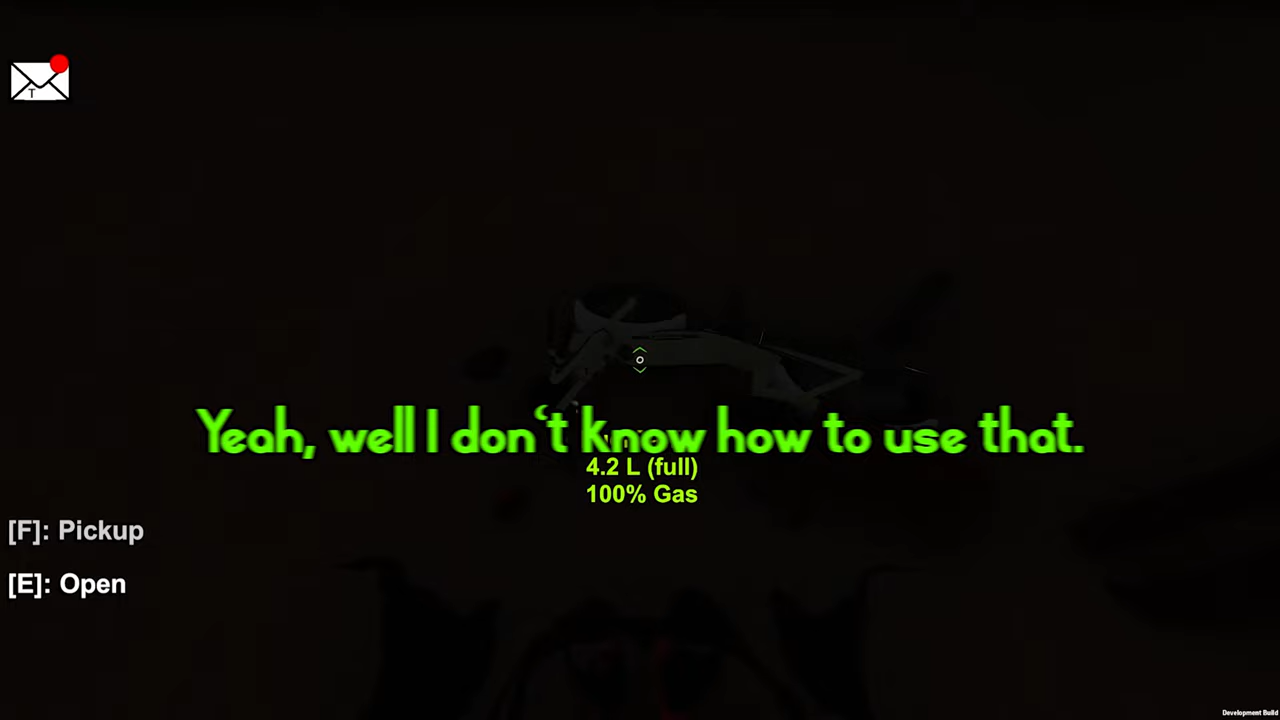 T
Yeah, well I don't know how to use that.
4.2 L (full)
100% Gas
[F]: Pickup
[E]: Open
Development Build